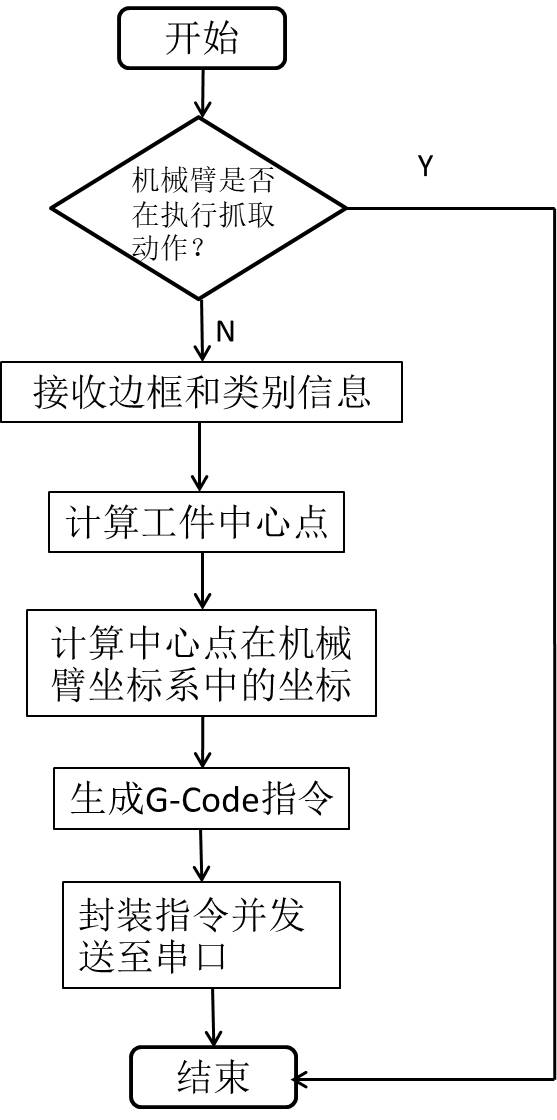 开始
Y
机械臂是否
在执行抓取
动作？
N
接收边框和类别信息
计算工件中心点
计算中心点在机械
臂坐标系中的坐标
生成G-Code指令
封装指令并发
送至串口
结束